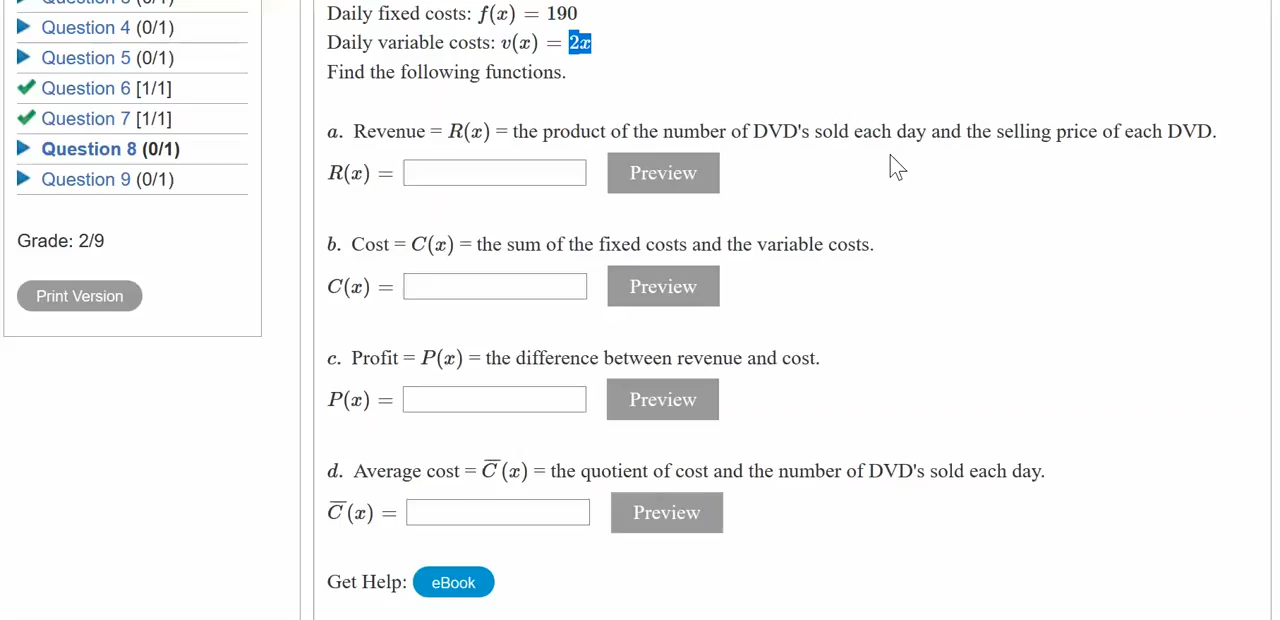 Question 4 (0/1)
Question 5 (0/1)
Question 6 [1/1]
Question 7 [1/1]
Question 8 (0/1)
Question 9 (0/1)
Grade: 2/9
Print Version
Daily fixed costs: f(x) = 190
Daily variable costs: v(x) = 2x
Find the following functions.
a. Revenue = R(x) = the product of the number of DVD's sold each day and the selling price of each DVD.
R(x) = Preview
b. Cost = C(x) = the sum of the fixed costs and the variable costs.
C(x) = Preview
c. Profit = P(x) = the difference between revenue and cost.
P(x) = Preview
d. Average cost = C̅(x) = the quotient of cost and the number of DVD's sold each day.
C̅(x) = Preview
Get Help: eBook